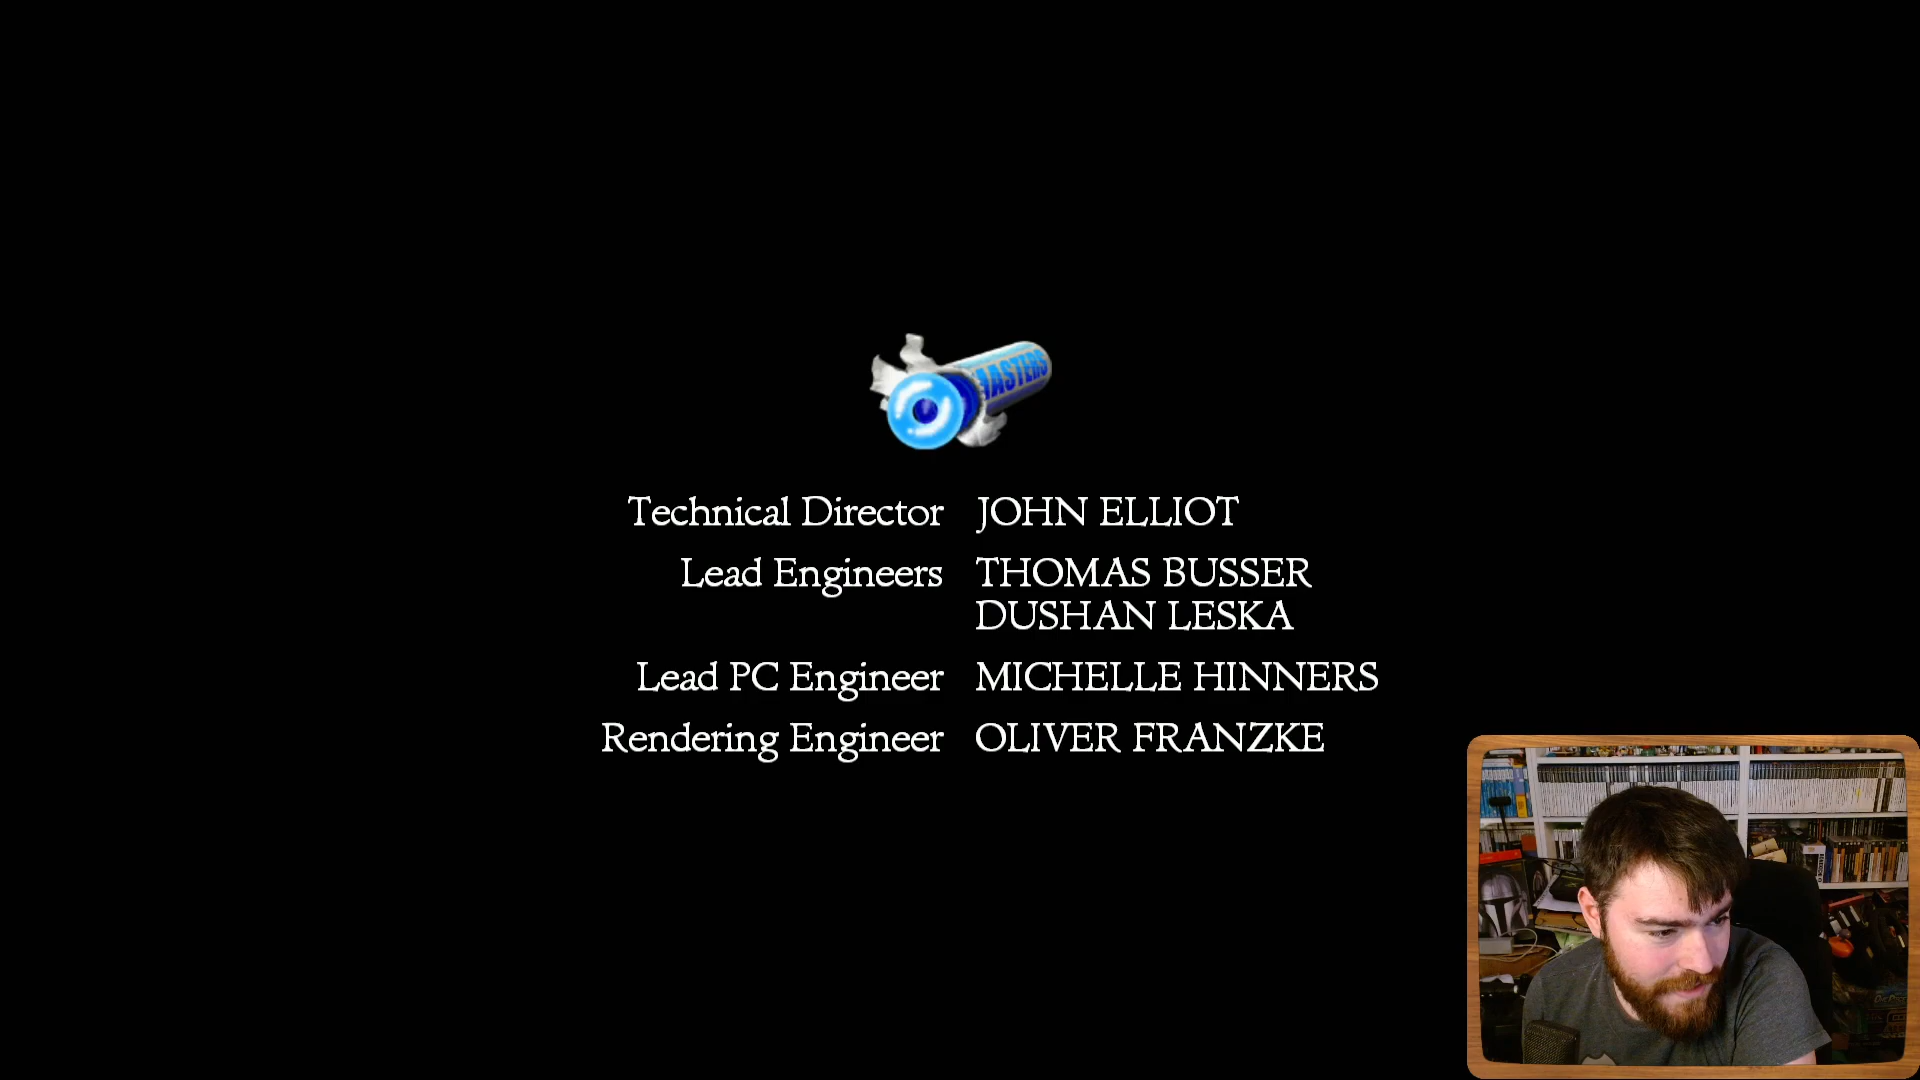 MASTERS
Technical Director JOHN ELLIOT
Lead Engineers THOMAS BUSSER
DUSHAN LESKA
Lead PC Engineer MICHELLE HINNERS
Rendering Engineer OLIVER FRANZKE